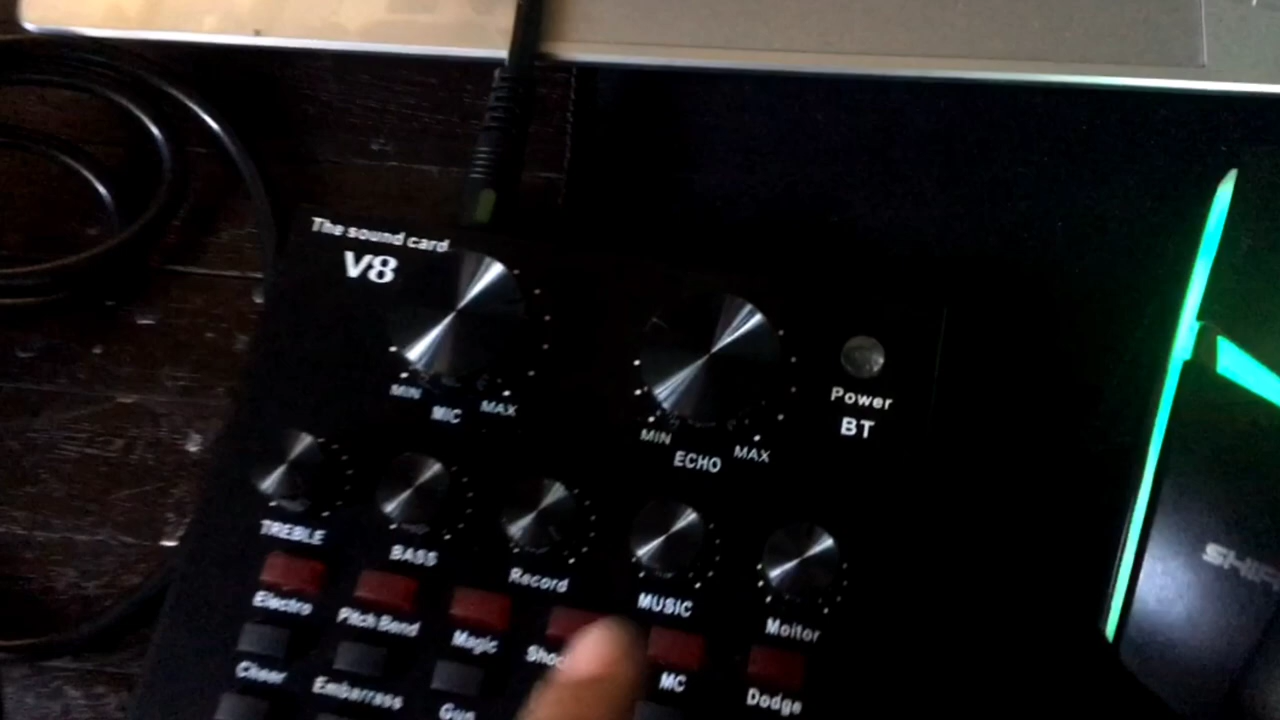 The sound card
V8
MIN MAX
MIC
MIN MAX
ECHO
Power
BT
TREBLE BASS Record MUSIC Moitor
Electro Pitch Bend Magic MC Dodge
Cheer Embarrass Gun